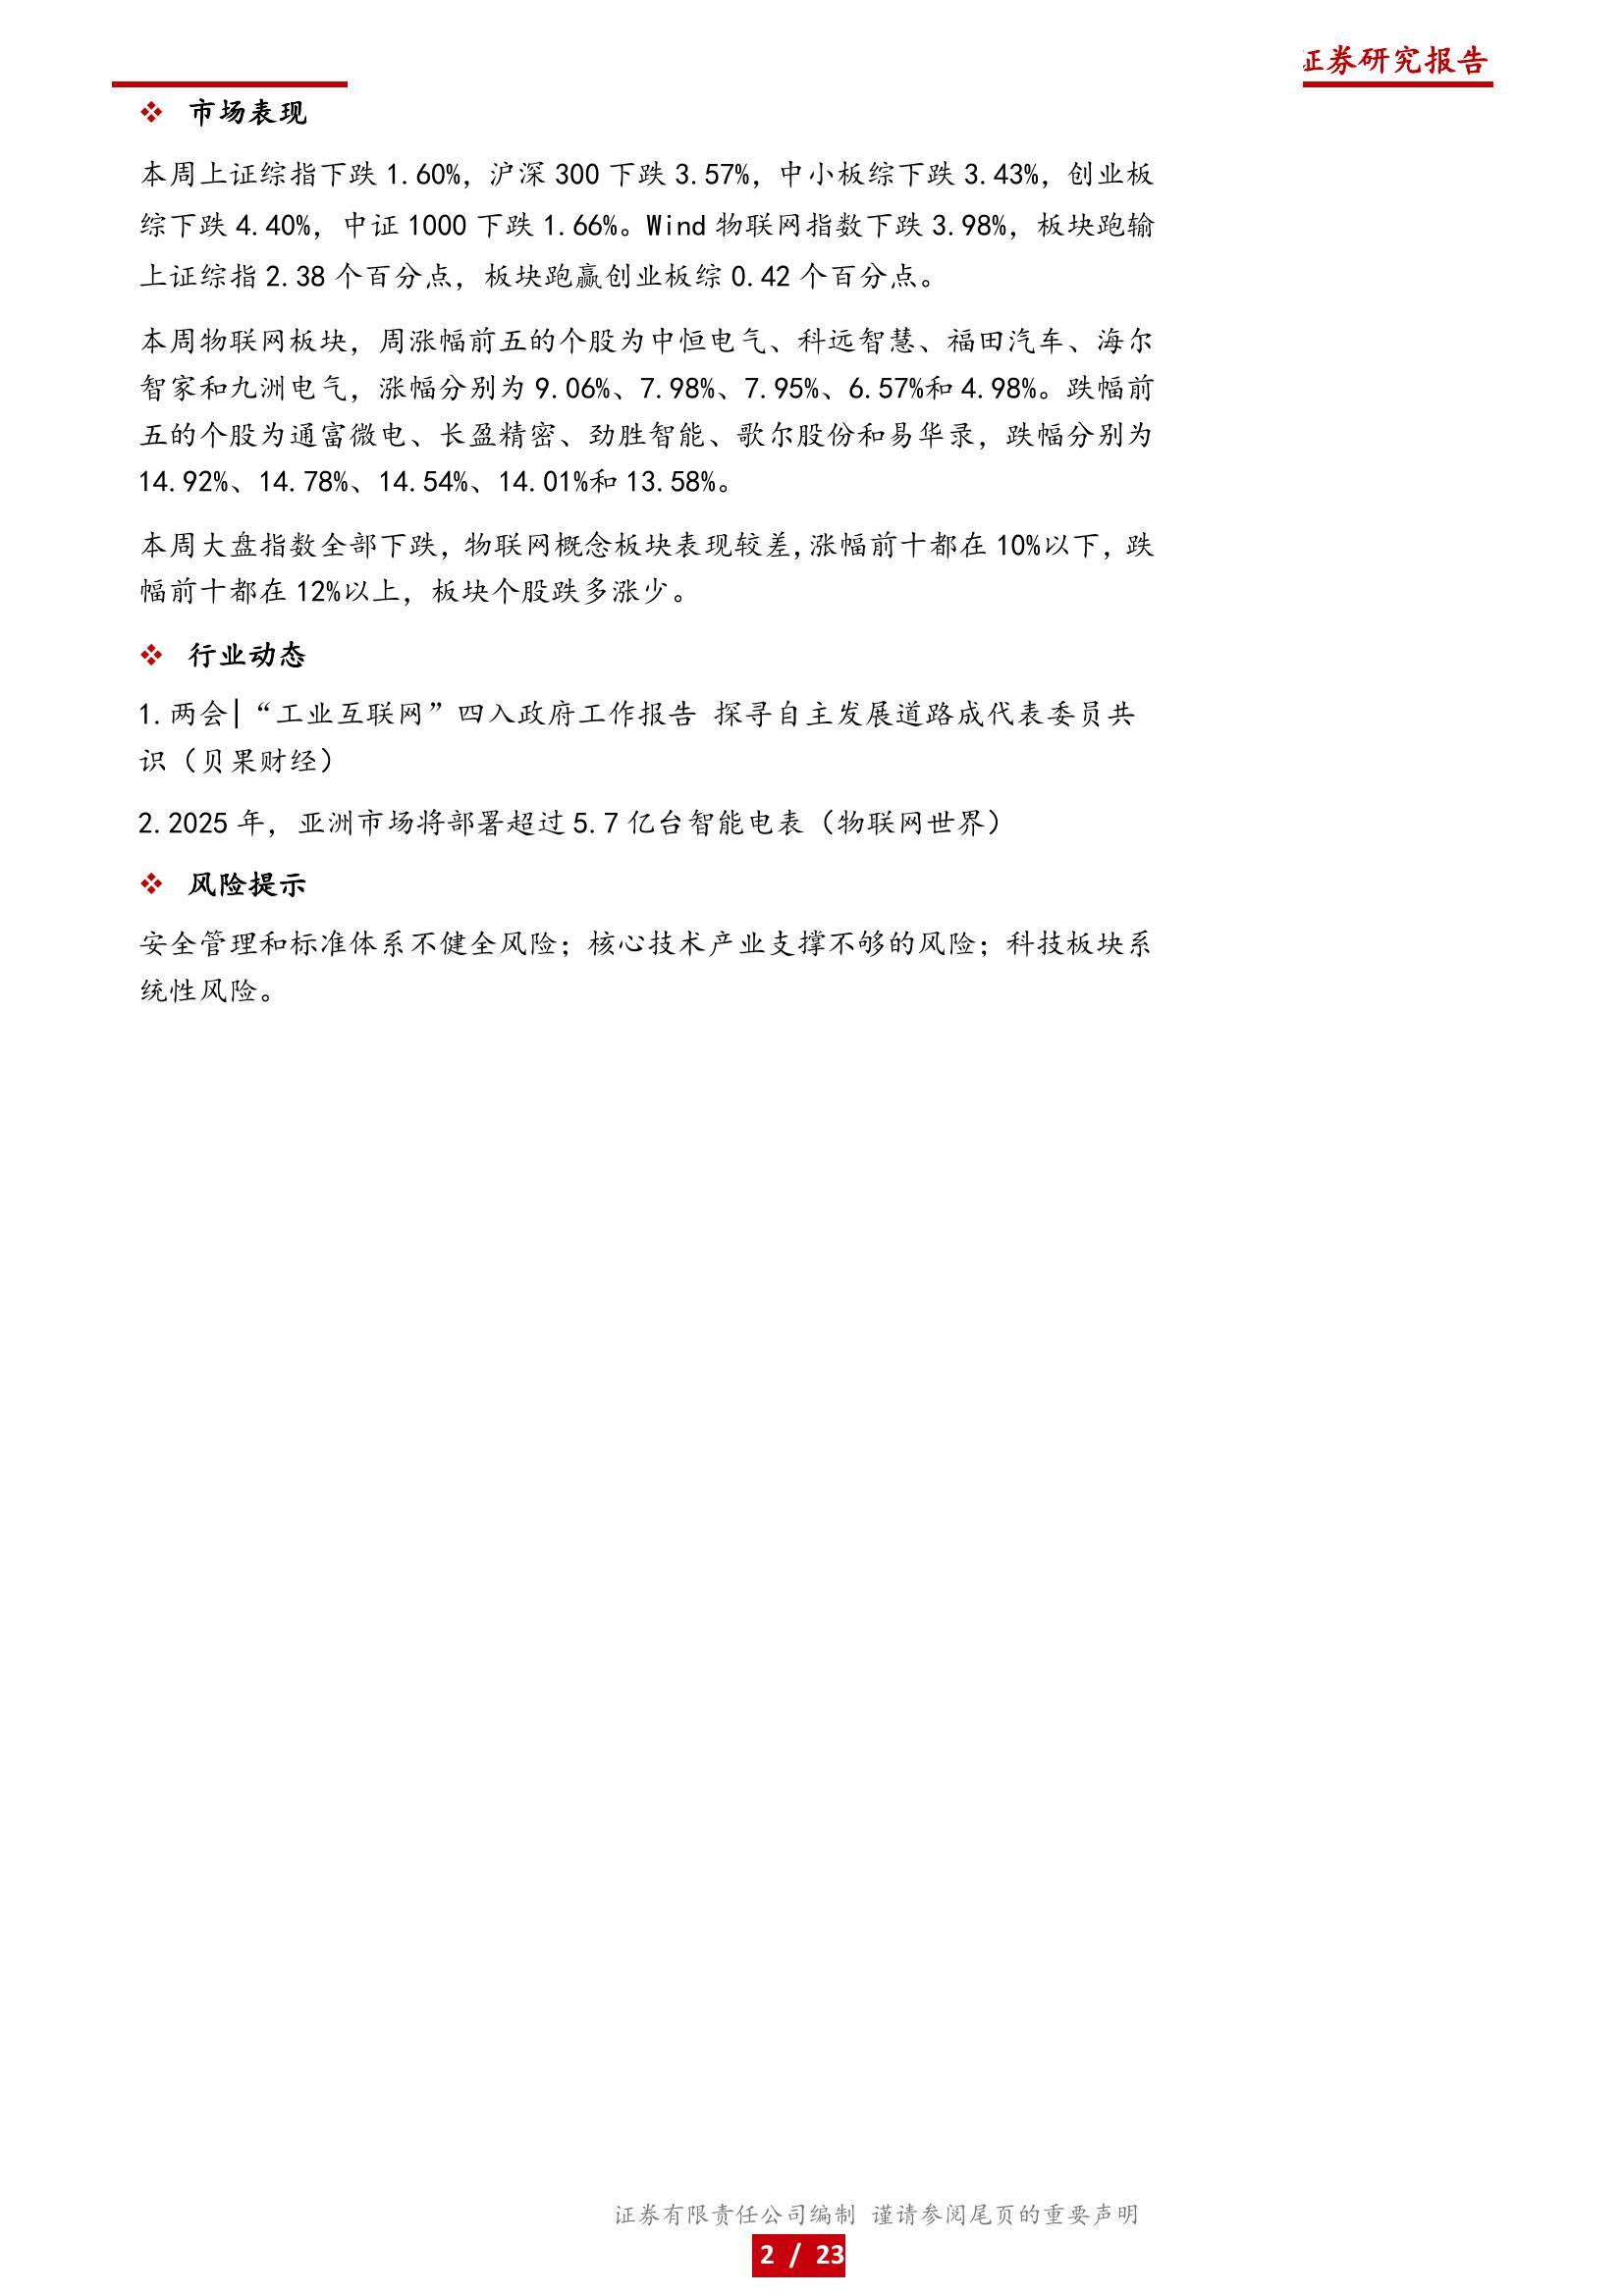 证券研究报告
❖ 市场表现
本周上证综指下跌 1.60%，沪深 300 下跌 3.57%，中小板综下跌 3.43%，创业板
综下跌 4.40%，中证 1000 下跌 1.66%。Wind 物联网指数下跌 3.98%，板块跑输
上证综指 2.38 个百分点，板块跑赢创业板综 0.42 个百分点。
本周物联网板块，周涨幅前五的个股为中恒电气、科远智慧、福田汽车、海尔
智家和九洲电气，涨幅分别为 9.06%、7.98%、7.95%、6.57%和 4.98%。跌幅前
五的个股为通富微电、长盈精密、劲胜智能、歌尔股份和易华录，跌幅分别为
14.92%、14.78%、14.54%、14.01%和 13.58%。
本周大盘指数全部下跌，物联网概念板块表现较差,涨幅前十都在 10%以下，跌
幅前十都在 12%以上，板块个股跌多涨少。
❖ 行业动态
1.两会|“工业互联网”四入政府工作报告 探寻自主发展道路成代表委员共
识（贝果财经）
2.2025 年，亚洲市场将部署超过 5.7 亿台智能电表（物联网世界）
❖ 风险提示
安全管理和标准体系不健全风险；核心技术产业支撑不够的风险；科技板块系
统性风险。
证券有限责任公司编制 谨请参阅尾页的重要声明
2 / 23